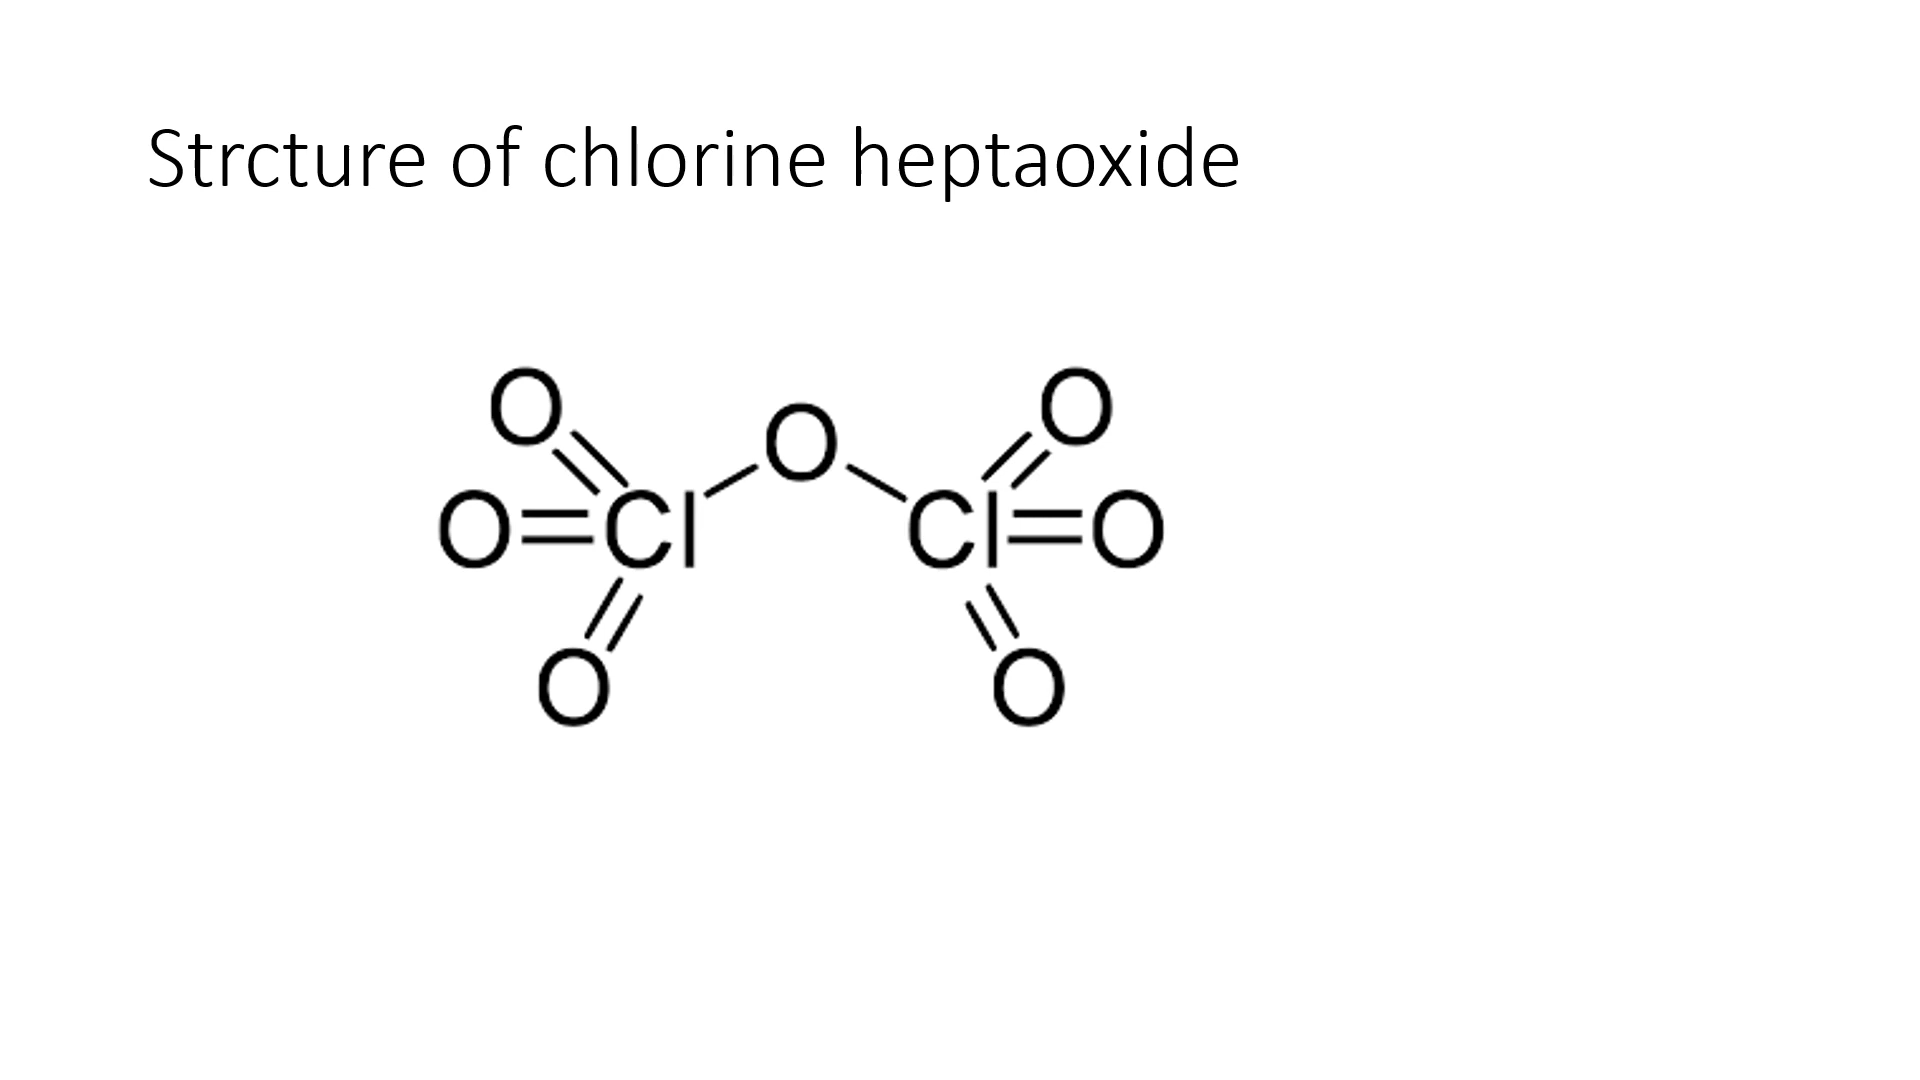 Strcture of chlorine heptaoxide
O O
O
O Cl Cl O
O O